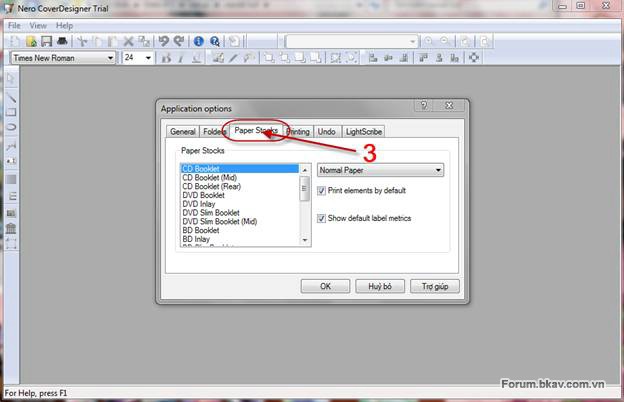 Nero CoverDesigner Trial
File View Help
Times New Roman 24 B I U
Application options
General Folders Paper Stocks Printing Undo LightScribe
3
Paper Stocks
CD Booklet
CD Booklet (Mid)
CD Booklet (Rear)
DVD Booklet
DVD Inlay
DVD Slim Booklet
DVD Slim Booklet (Mid)
BD Booklet
BD Inlay
BD Slim Booklet
Normal Paper
Print elements by default
Show default label metrics
OK Huỷ bỏ Trợ giúp
Forum.bkav.com.vn
For Help, press F1